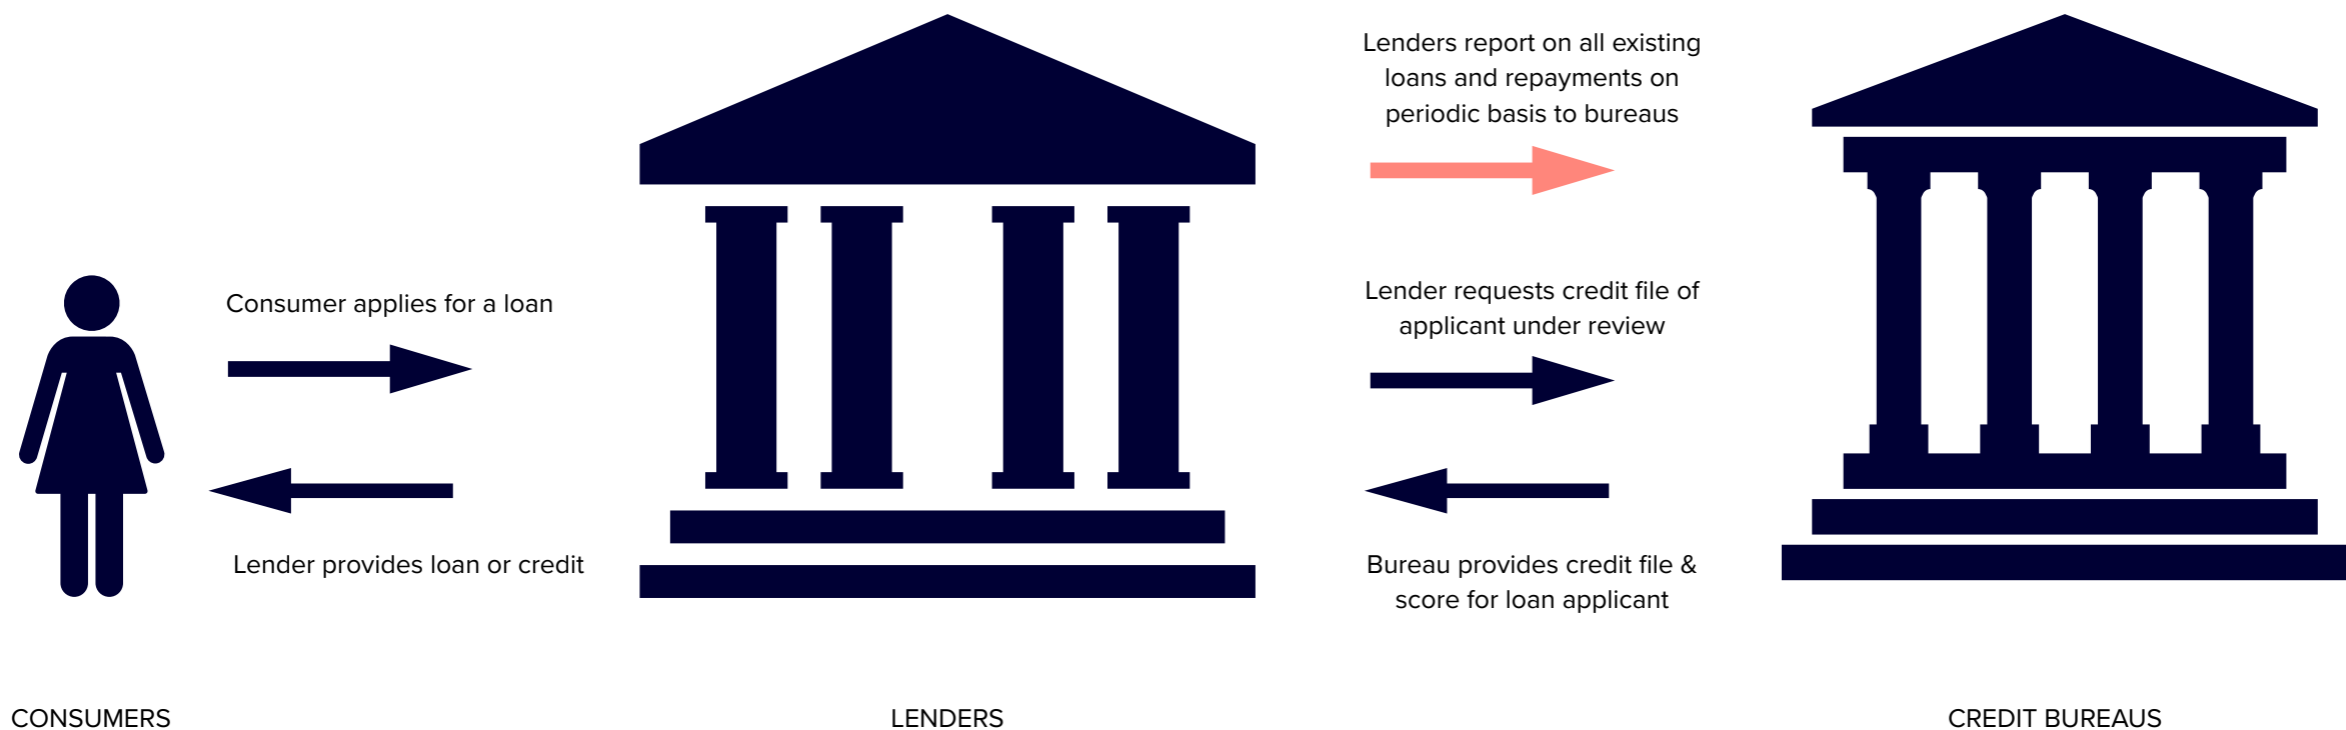 Consumer applies for a loan
Lender provides loan or credit
Lenders report on all existing
loans and repayments on
periodic basis to bureaus
Lender requests credit file of
applicant under review
Bureau provides credit file &
score for loan applicant
CONSUMERS
LENDERS
CREDIT BUREAUS